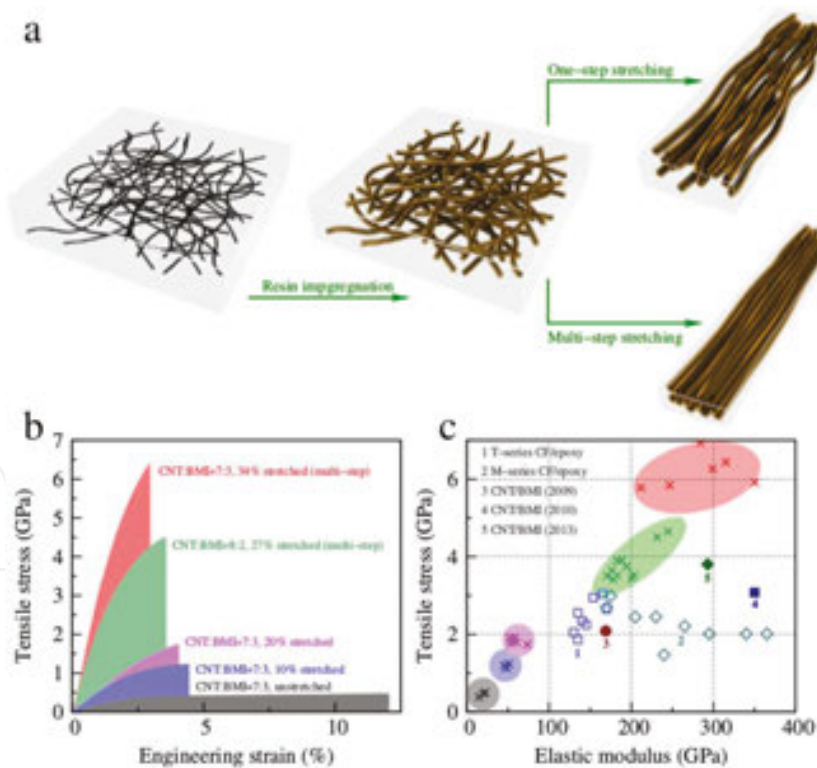 a
One-step stretching
Resin impgregnation
Multi-step stretching
b
Tensile stress (GPa)
7
6
5
4
3
2
1
0
0
5
10
Engineering strain (%)
CNT:BMI=7:3, 34% stretched (multi-step)
CNT:BMI=8:2, 27% stretched (multi-step)
CNT:BMI=7:3, 20% stretched
CNT:BMI=7:3, 10% stretched
CNT:BMI=7:3, unstretched
c
Tensile stress (GPa)
6
4
2
0
0
100
200
300
400
Elastic modulus (GPa)
1 T-series CF/epoxy
2 M-series CF/epoxy
3 CNT/BMI (2009)
4 CNT/BMI (2010)
5 CNT/BMI (2013)
5
4
3
2
1